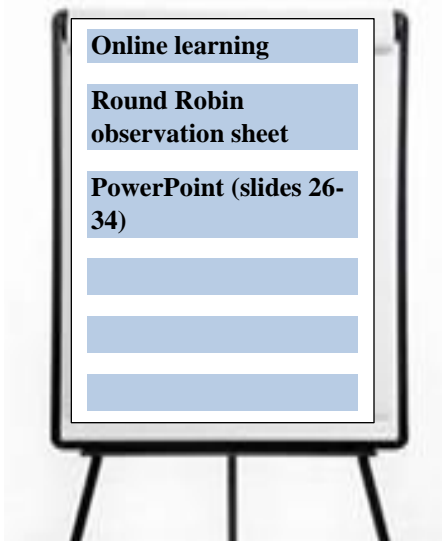 Online learning
Round Robin
observation sheet
PowerPoint (slides 26-
34)